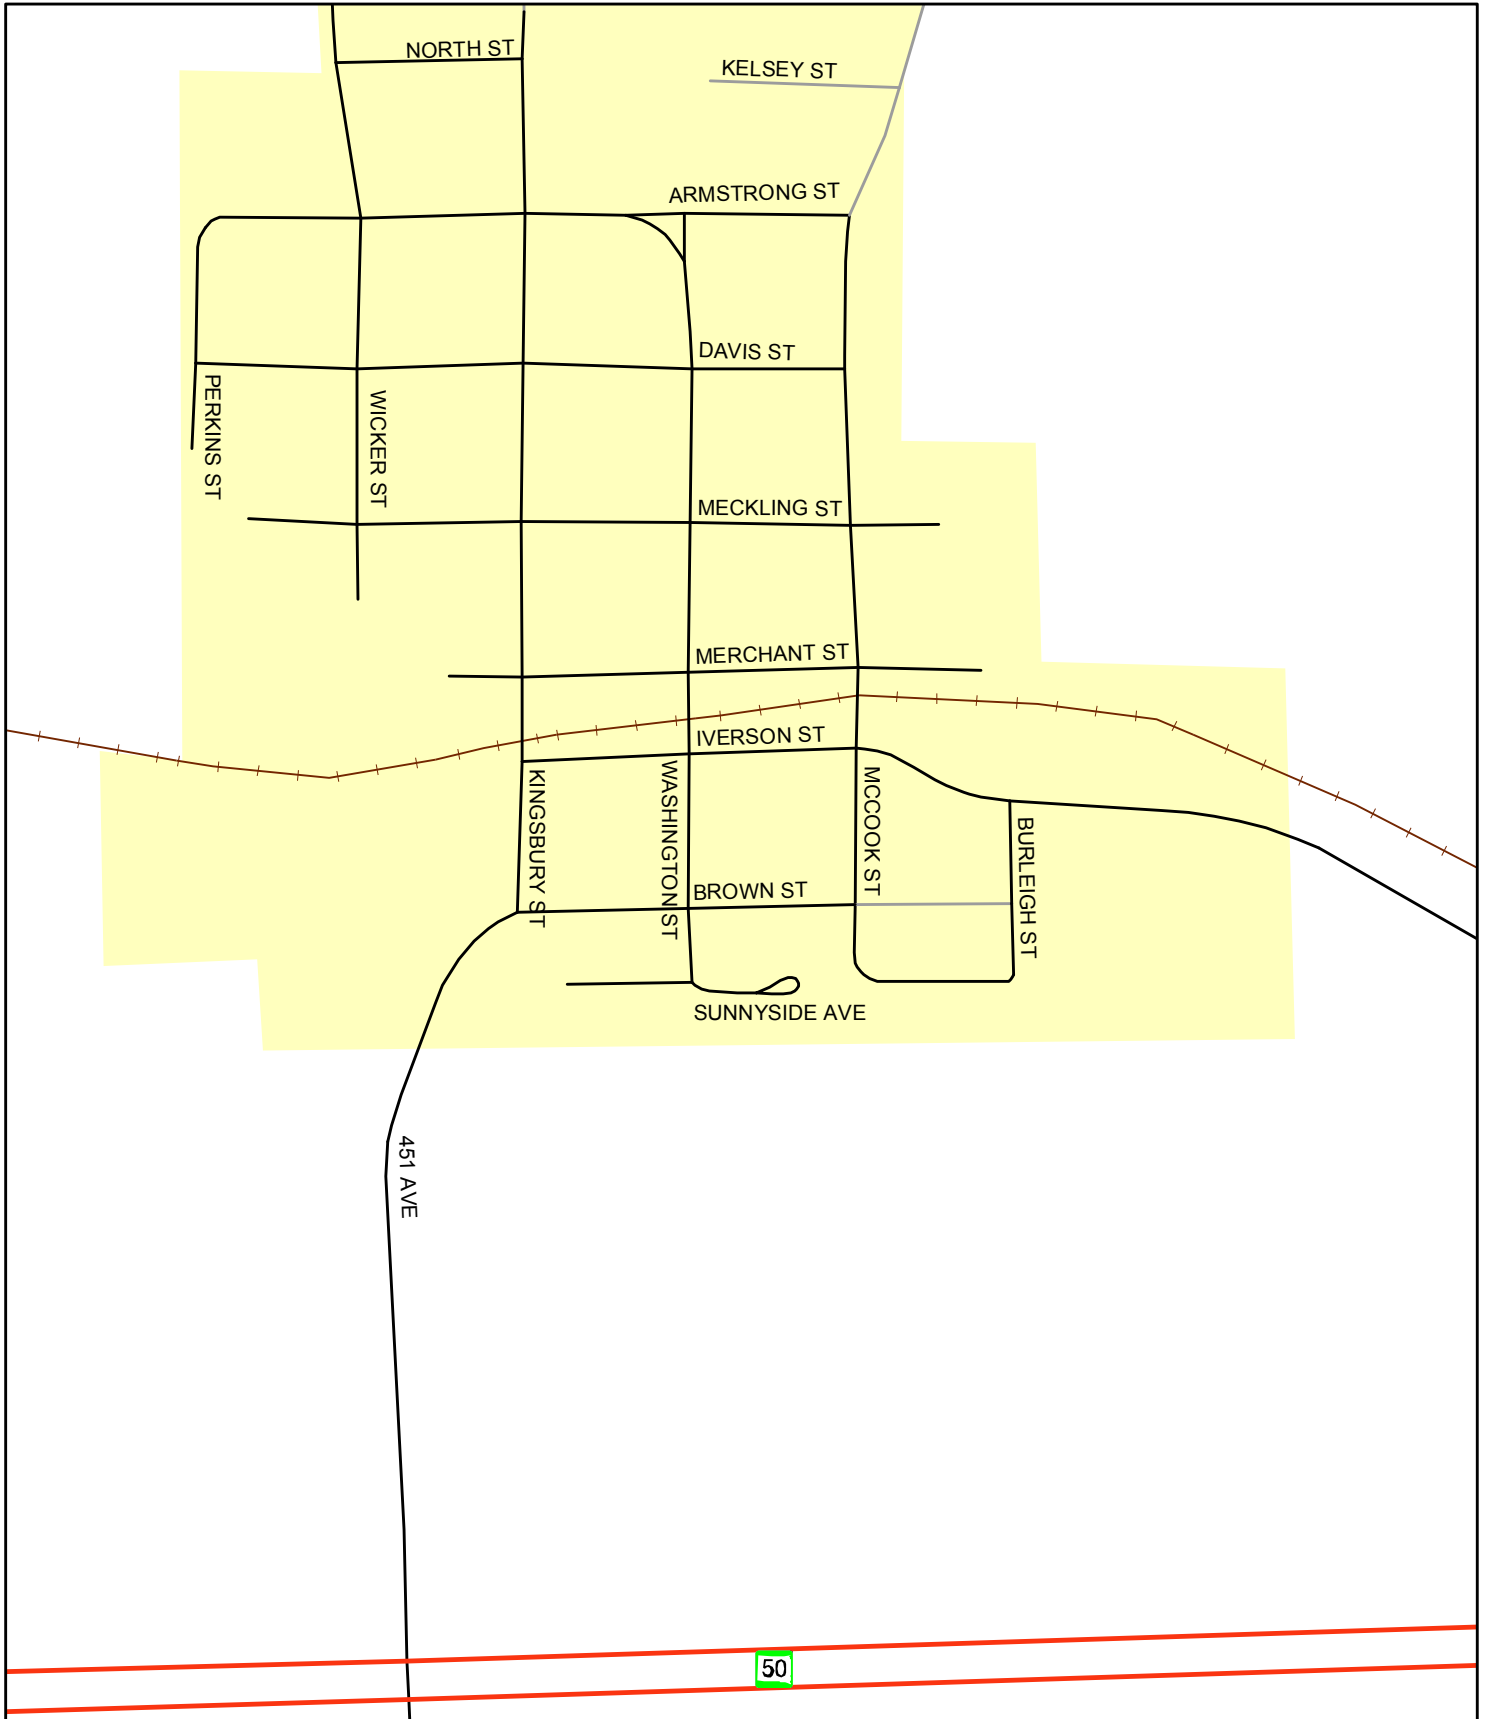 NORTH ST
KELSEY ST
ARMSTRONG ST
DAVIS ST
PERKINS ST
WICKER ST
MECKLING ST
MERCHANT ST
IVERSON ST
KINGSBURY ST
WASHINGTON ST
MCCOOK ST
BURLEIGH ST
BROWN ST
SUNNYSIDE AVE
451 AVE
50